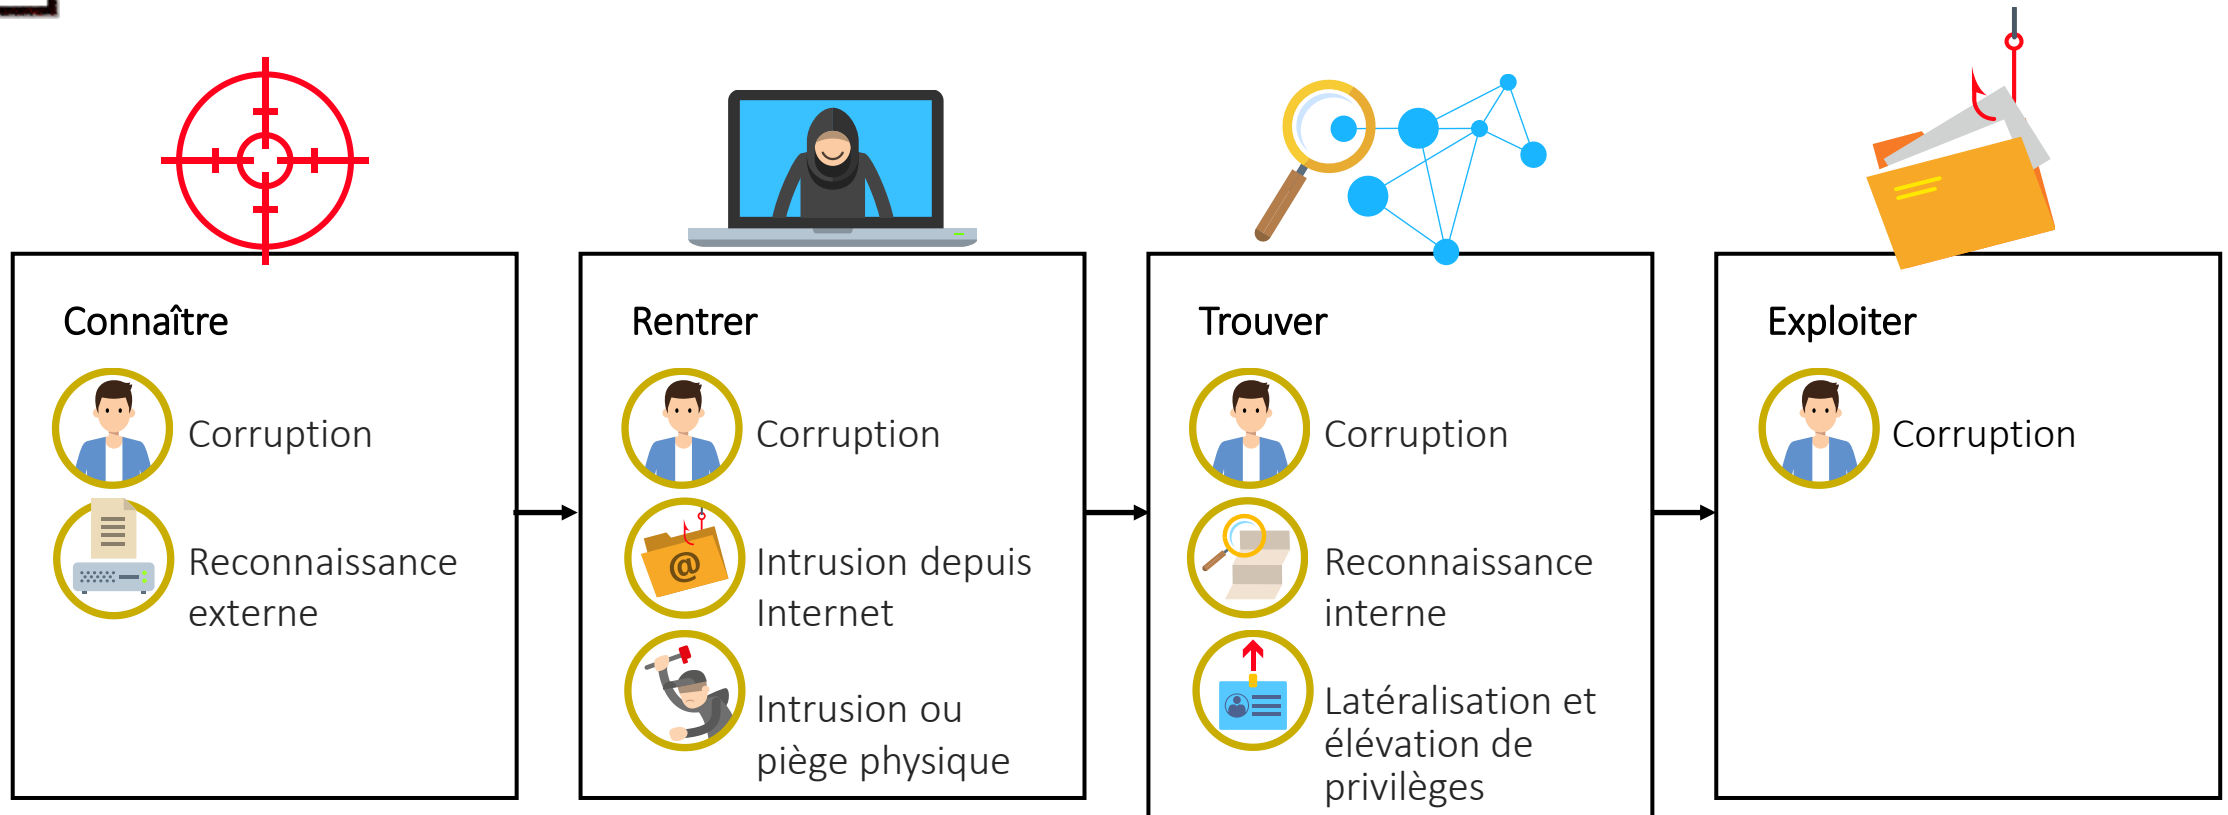 Connaître
Corruption
Reconnaissance
externe
Rentrer
Corruption
@
Intrusion depuis
Internet
Intrusion ou
piège physique
Trouver
Corruption
Reconnaissance
interne
Latéralisation et
élévation de
privilèges
Exploiter
Corruption